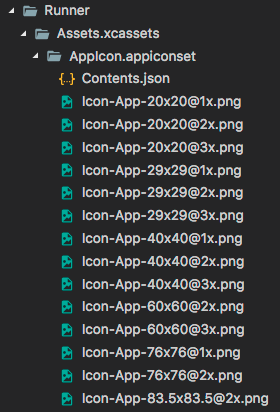 Runner
Assets.xcassets
AppIcon.appiconset
{..} Contents.json
Icon-App-20x20@1x.png
Icon-App-20x20@2x.png
Icon-App-20x20@3x.png
Icon-App-29x29@1x.png
Icon-App-29x29@2x.png
Icon-App-29x29@3x.png
Icon-App-40x40@1x.png
Icon-App-40x40@2x.png
Icon-App-40x40@3x.png
Icon-App-60x60@2x.png
Icon-App-60x60@3x.png
Icon-App-76x76@1x.png
Icon-App-76x76@2x.png
Icon-App-83.5x83.5@2x.png